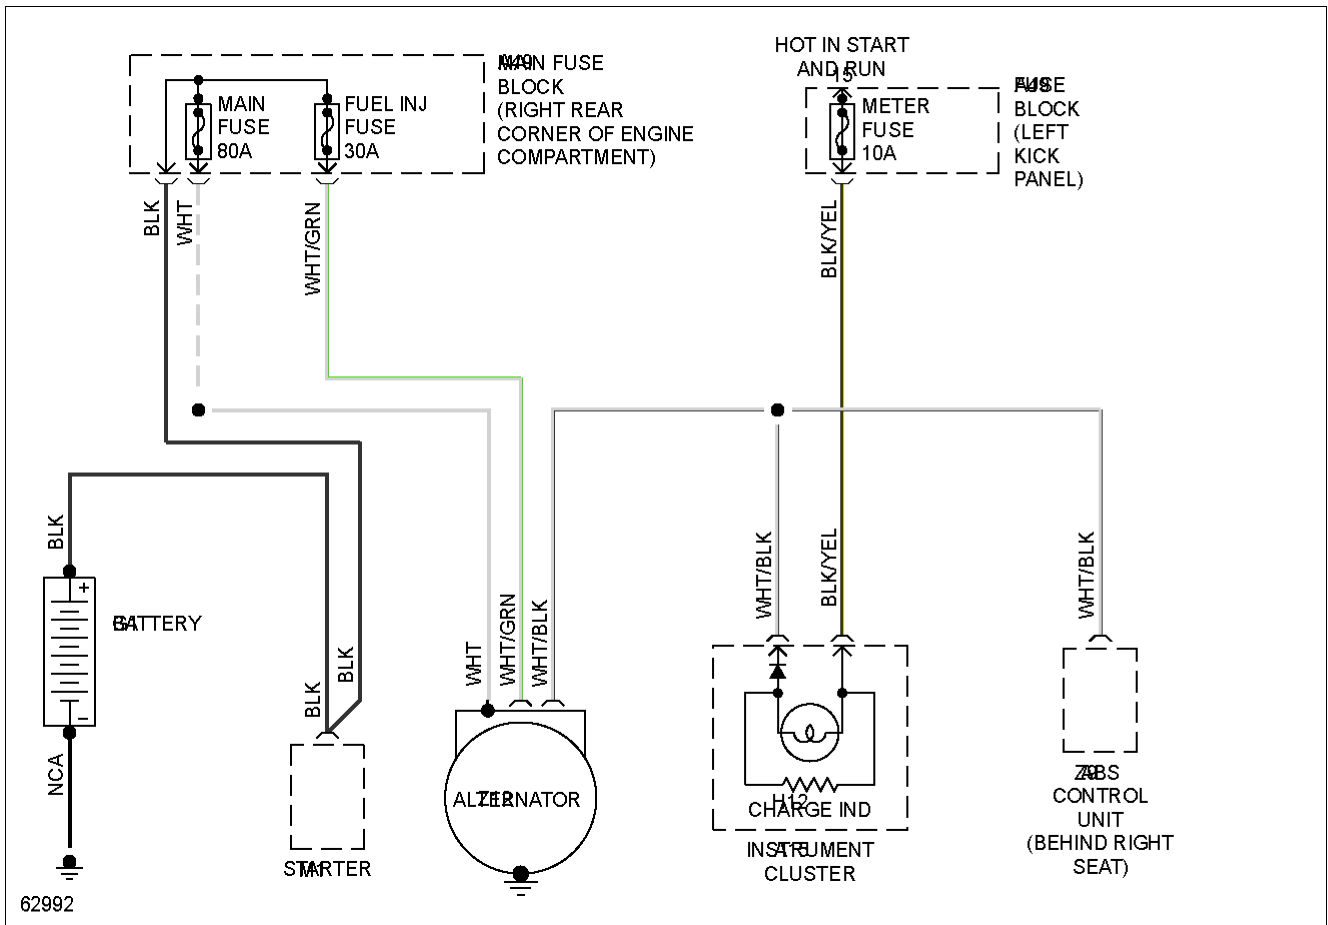 HOT IN START
AND RUN
15
MAIN FUSE
BLOCK
(RIGHT REAR
CORNER OF ENGINE
COMPARTMENT)
MAIN
FUSE
80A
FUEL INJ
FUSE
30A
METER
FUSE
10A
FUSE
BLOCK
(LEFT
KICK
PANEL)
BLK
WHT
WHT/GRN
BLK/YEL
BLK
WHT/BLK
BLK/YEL
WHT/BLK
+
BATTERY
-
BLK
BLK
WHT
WHT/GRN
WHT/BLK
NCA
STARTER
ALTERNATOR
H12
CHARGE IND
INSTRUMENT
CLUSTER
ABS
CONTROL
UNIT
(BEHIND RIGHT
SEAT)
62992